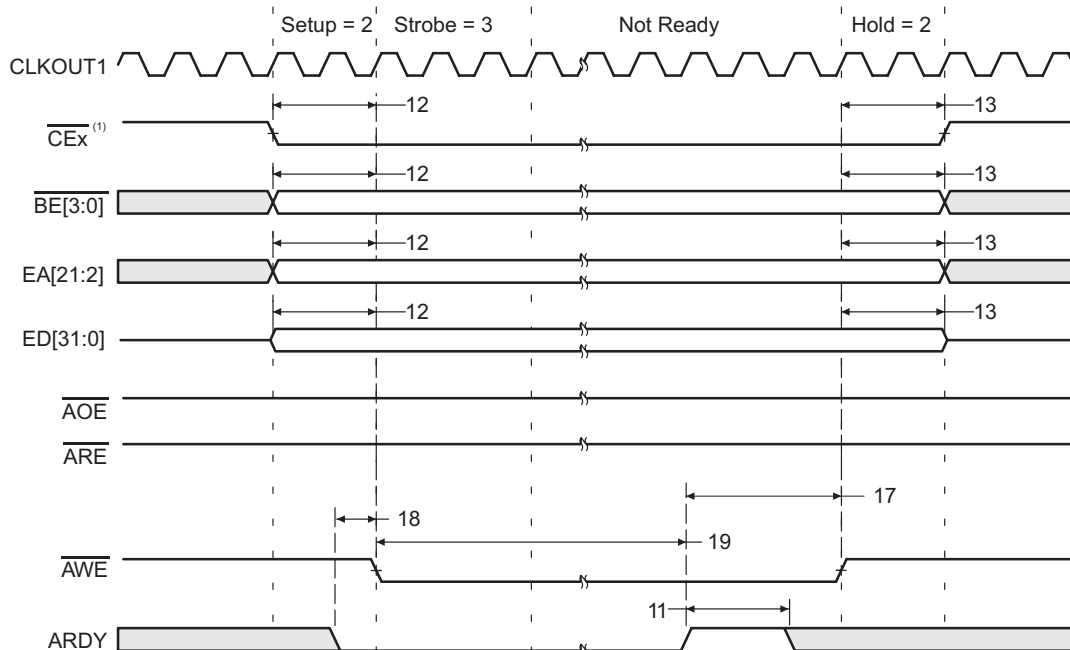 Setup = 2 Strobe = 3 Not Ready Hold = 2
CLKOUT1
12 13
CEx (1)
12 13
BE[3:0]
12 13
EA[21:2]
12 13
ED[31:0]
AOE
ARE
17
18
19
AWE
11
ARDY